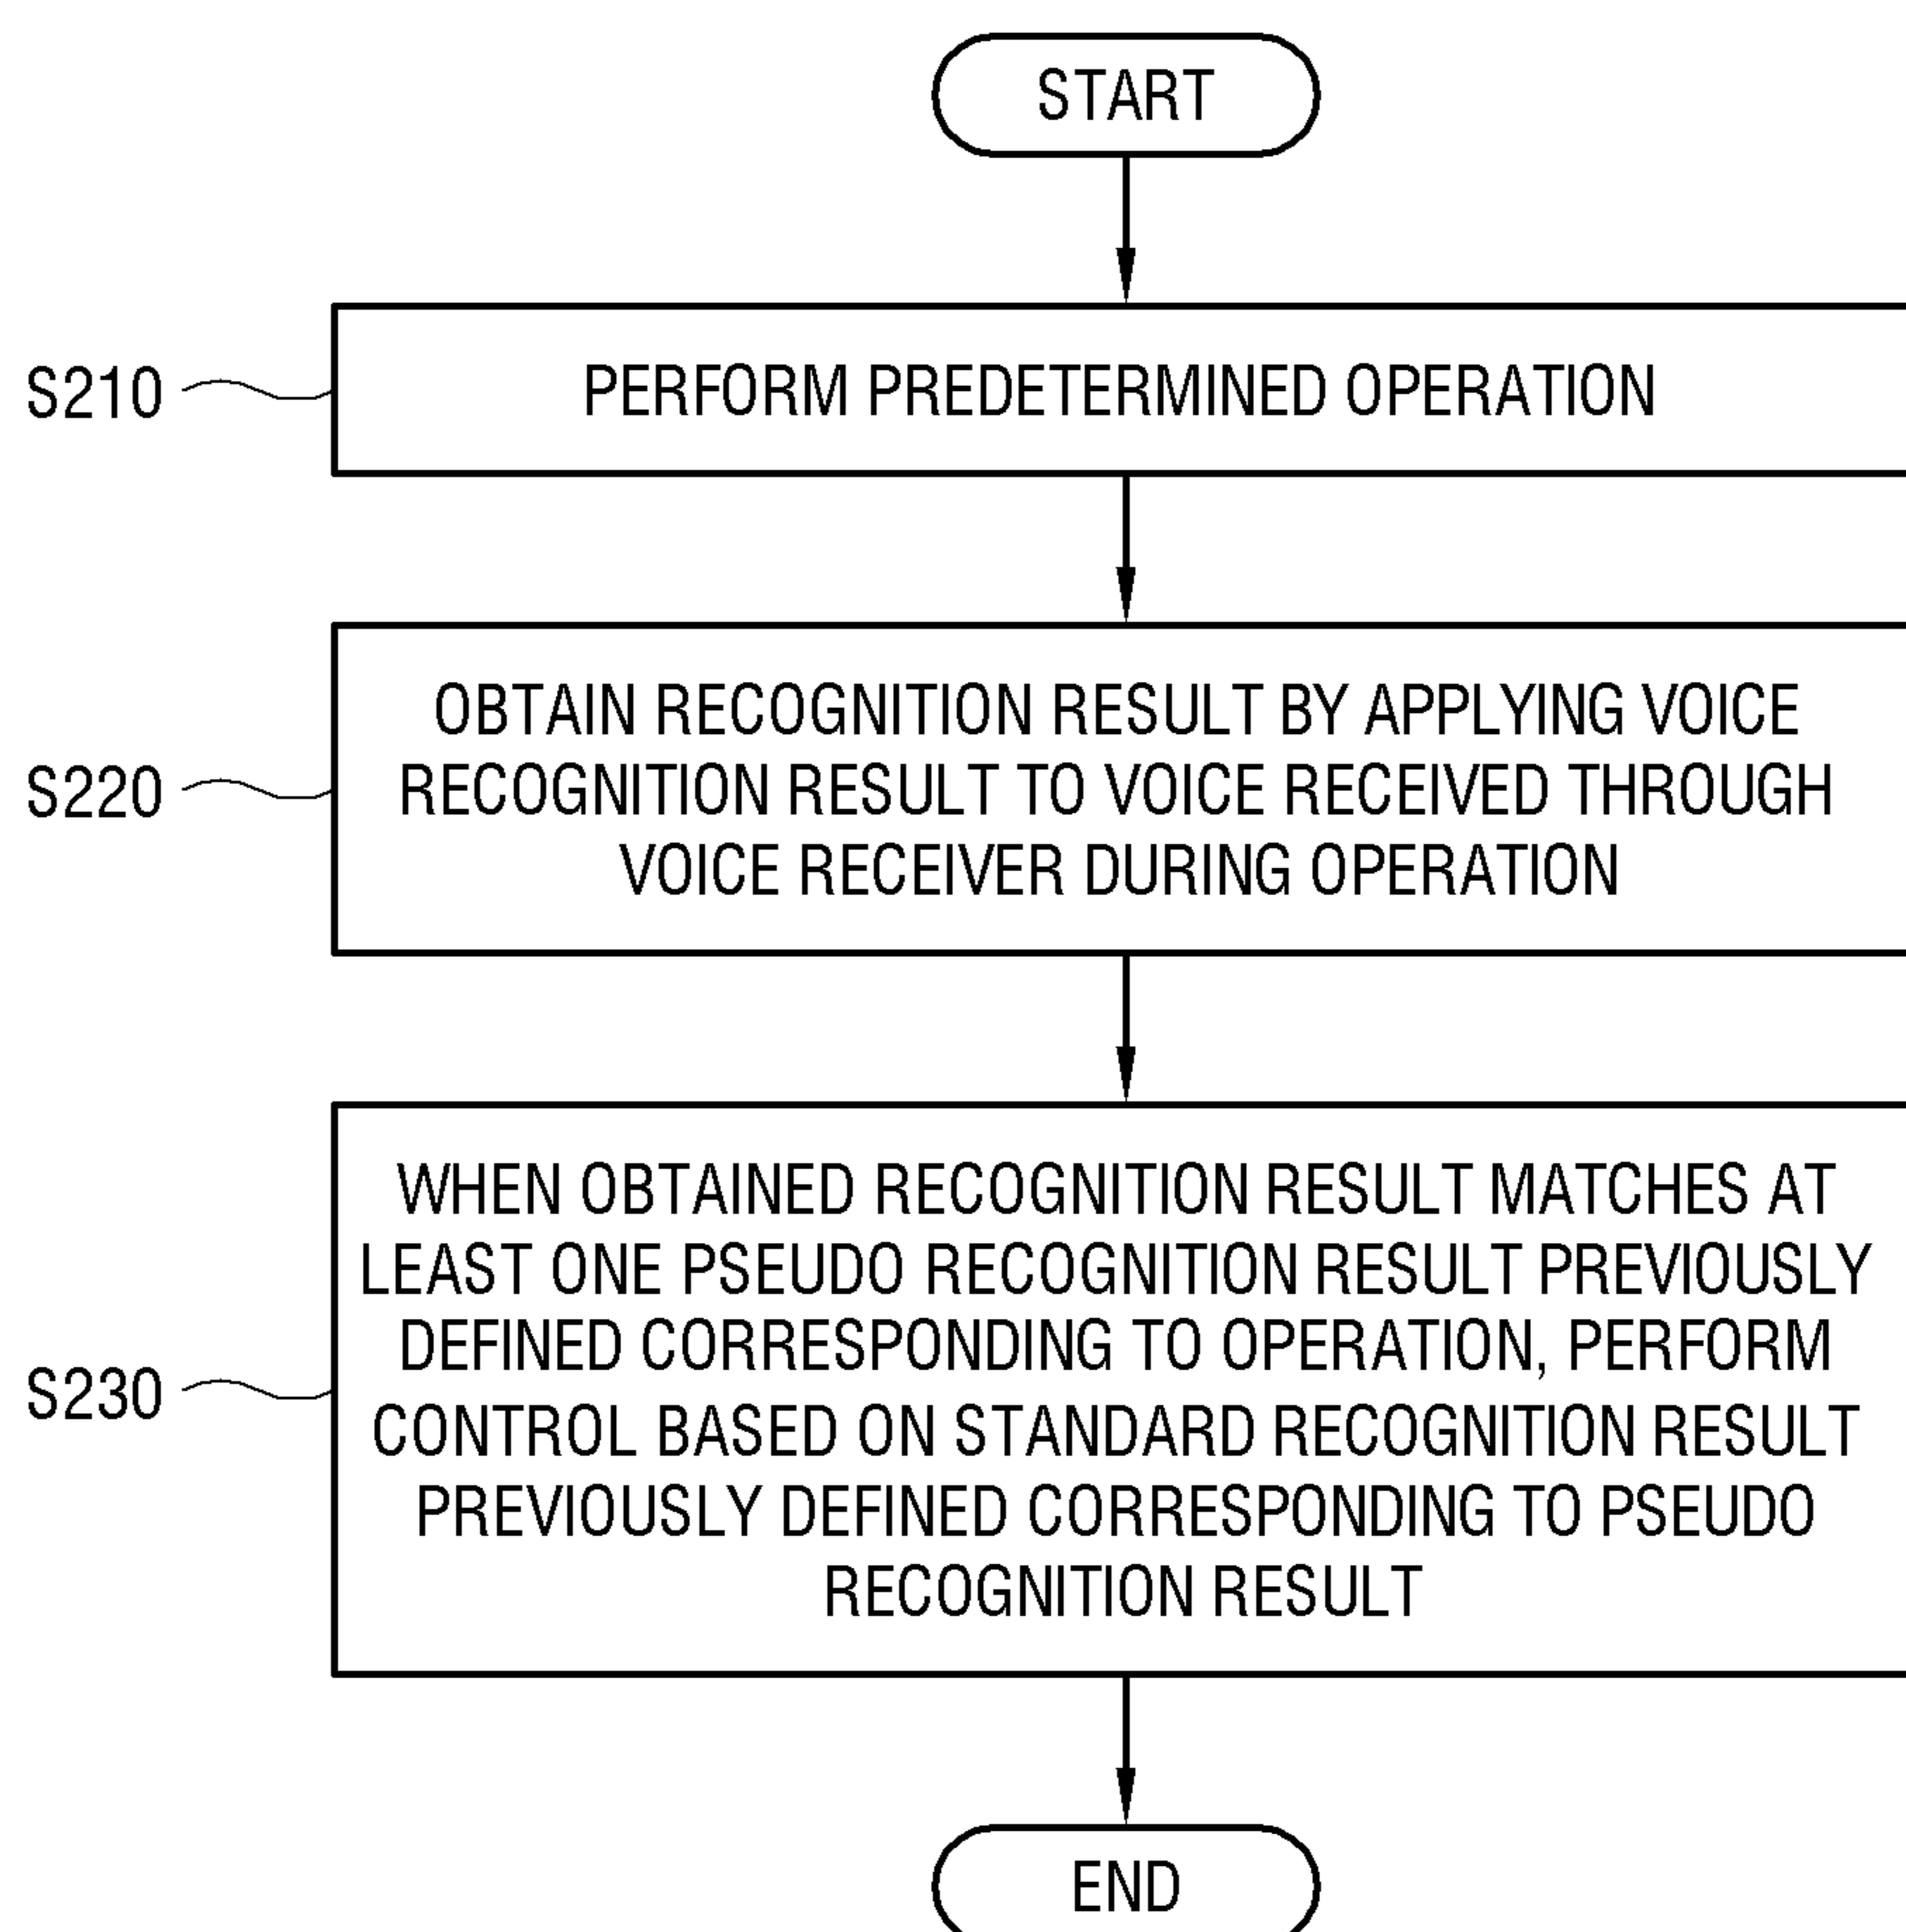 START
S210
PERFORM PREDETERMINED OPERATION
S220
OBTAIN RECOGNITION RESULT BY APPLYING VOICE
RECOGNITION RESULT TO VOICE RECEIVED THROUGH
VOICE RECEIVER DURING OPERATION
S230
WHEN OBTAINED RECOGNITION RESULT MATCHES AT
LEAST ONE PSEUDO RECOGNITION RESULT PREVIOUSLY
DEFINED CORRESPONDING TO OPERATION, PERFORM
CONTROL BASED ON STANDARD RECOGNITION RESULT
PREVIOUSLY DEFINED CORRESPONDING TO PSEUDO
RECOGNITION RESULT
END